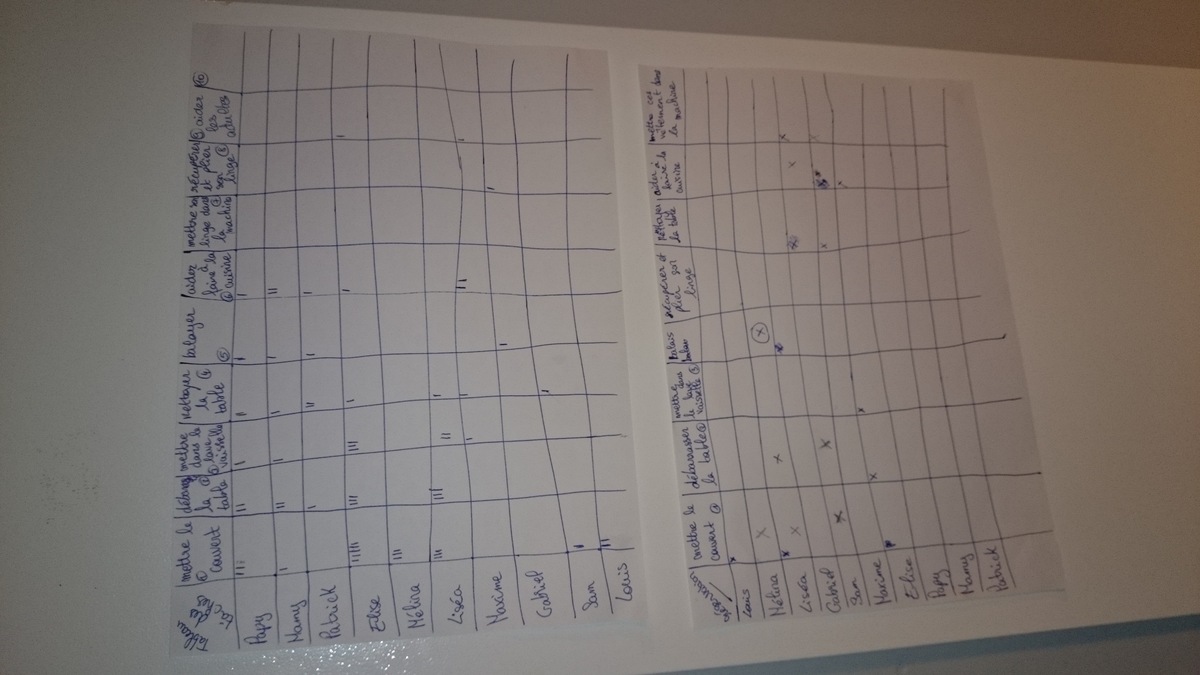 Tableau des tâches
mettre le ① couvert
débarr la ② table
mettre dans le ③ lave vaisselle
Nettoyer la ④ table
balayer ⑤
aider à faire la ⑥ cuisine
mettre son linge dans la ⑦ machine
récupérer et plier son linge ⑧
⑨ aider les adultes
⑩
Papy III II I II I I
Mamy I II I I I II
Patrick I II I I
Elise IIIII III III I I I
Mélina III
Liséa III III II I
Maxime I I II I I
Gabriel I
Sam I I
Louis II
réservation
mettre le couvert ①
débarrasser la table ②
mettre dans le lave vaisselle ③
balais
récupérer et plier son linge
Nettoyer la table
aider à faire la cuisine
mettre ces vêtement dans la machine
Louis x
Mélina x x
Liséa x x x x x x x
Gabriel x x x x x
Sam x x
Maxime x x
Elise
Papy
Mamy
Patrick